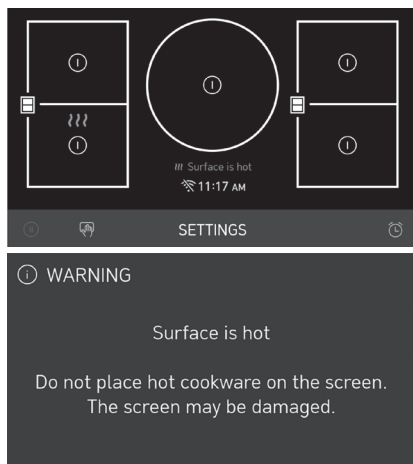 Surface is hot
11:17 AM
SETTINGS
WARNING
Surface is hot
Do not place hot cookware on the screen.
The screen may be damaged.